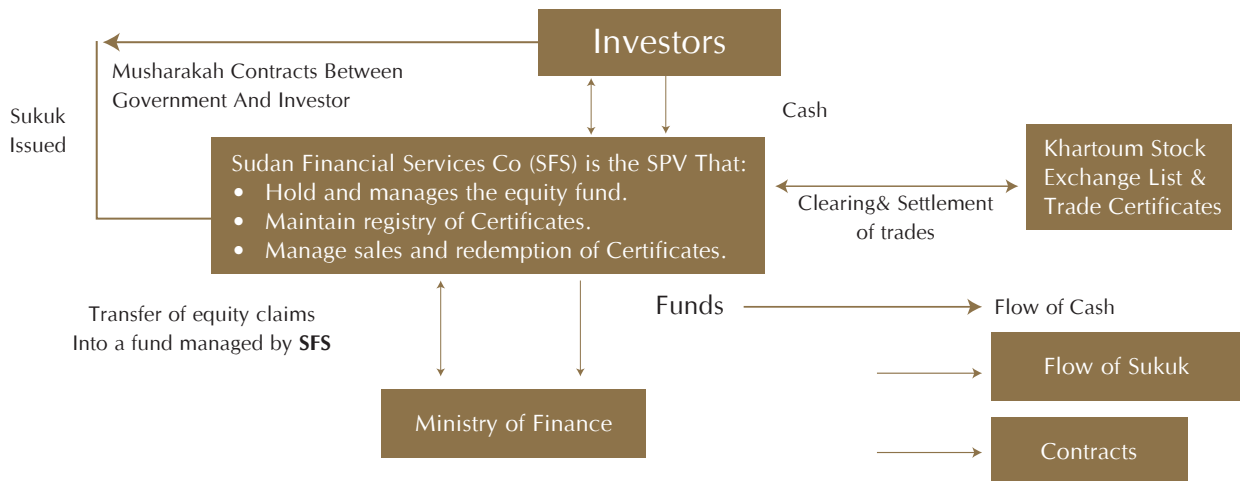 Investors
Musharakah Contracts Between
Government And Investor
Sukuk
Issued
Cash
Sudan Financial Services Co (SFS) is the SPV That:
• Hold and manages the equity fund.
• Maintain registry of Certificates.
• Manage sales and redemption of Certificates.
Khartoum Stock
Exchange List &
Trade Certificates
Clearing& Settlement
of trades
Transfer of equity claims
Into a fund managed by SFS
Funds
Flow of Cash
Flow of Sukuk
Ministry of Finance
Contracts